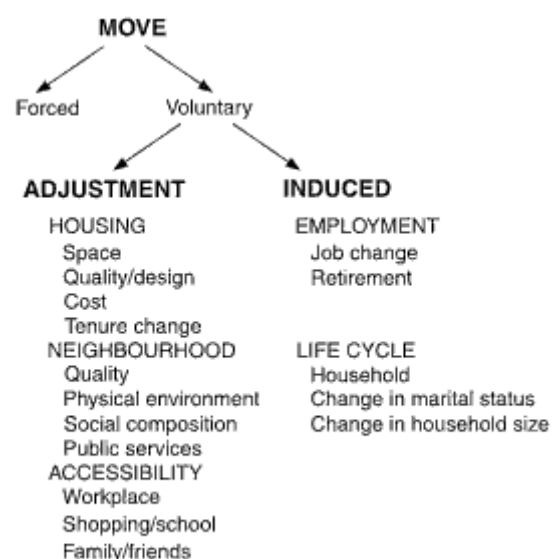 MOVE
Forced
Voluntary
ADJUSTMENT
HOUSING
Space
Quality/design
Cost
Tenure change
NEIGHBOURHOOD
Quality
Physical environment
Social composition
Public services
ACCESSIBILITY
Workplace
Shopping/school
Family/friends
INDUCED
EMPLOYMENT
Job change
Retirement
LIFE CYCLE
Household
Change in marital status
Change in household size